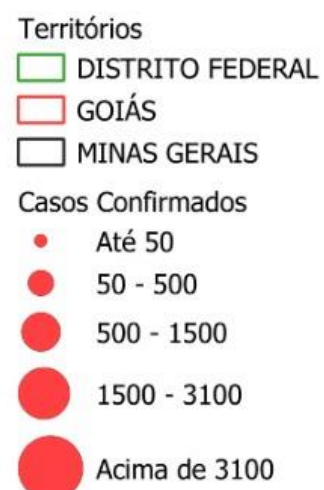 Territórios
DISTRITO FEDERAL
GOIÁS
MINAS GERAIS
Casos Confirmados
Até 50
50 - 500
500 - 1500
1500 - 3100
Acima de 3100